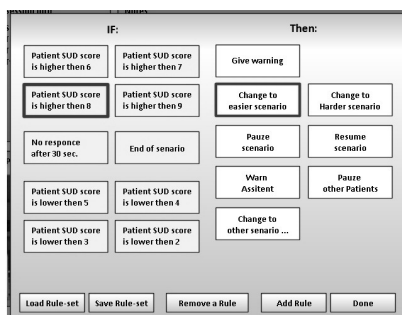 IF:
Then:
Patient SUD score
is higher then 6
Patient SUD score
is higher then 7
Give warning
Patient SUD score
is higher then 8
Patient SUD score
is higher then 9
Change to
easier scenario
Change to
Harder scenario
No responce
after 30 sec.
End of senario
Pauze
scenario
Resume
scenario
Patient SUD score
is lower then 5
Patient SUD score
is lower then 4
Warn
Assitent
Pauze
other Patients
Patient SUD score
is lower then 3
Patient SUD score
is lower then 2
Change to
other senario ...
Load Rule-set
Save Rule-set
Remove a Rule
Add Rule
Done